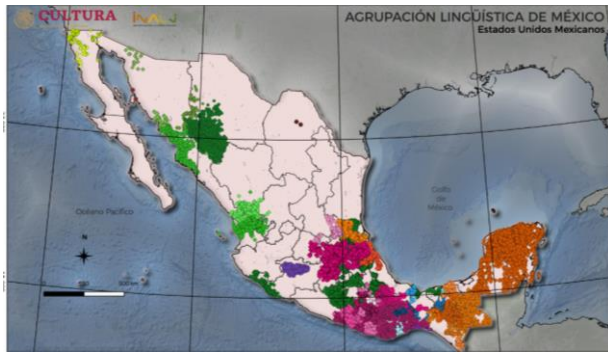 CULTURA
INALI
AGRUPACIÓN LINGÜÍSTICA DE MÉXICO
Estados Unidos Mexicanos
Golfo
de
México
Océano Pacífico
N